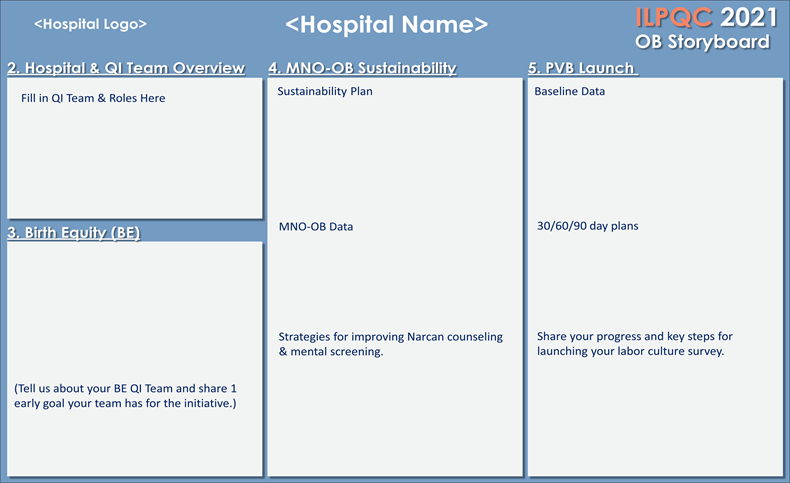 <Hospital Logo>
<Hospital Name>
ILPQC 2021
OB Storyboard
2. Hospital & QI Team Overview
Fill in QI Team & Roles Here
3. Birth Equity (BE)
(Tell us about your BE QI Team and share 1
early goal your team has for the initiative.)
4. MNO-OB Sustainability
Sustainability Plan
MNO-OB Data
Strategies for improving Narcan counseling
& mental screening.
5. PVB Launch
Baseline Data
30/60/90 day plans
Share your progress and key steps for
launching your labor culture survey.